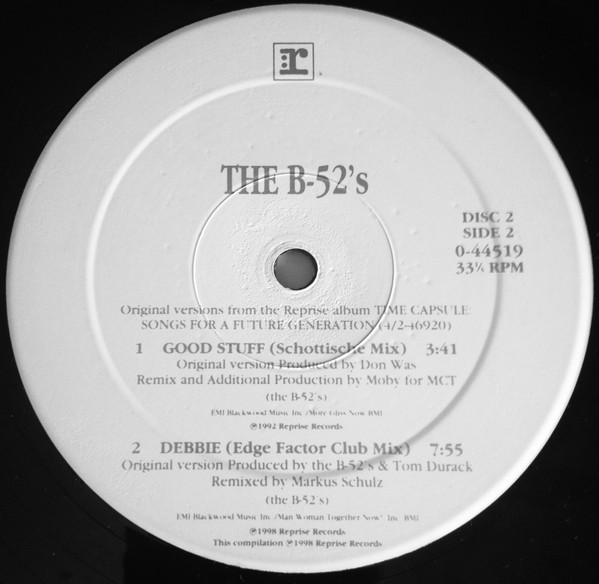 r
THE B-52's
DISC 2
SIDE 2
0-44519
33⅓ RPM
Original versions from the Reprise album TIME CAPSULE:
SONGS FOR A FUTURE GENERATION (4/2-46920)
1 GOOD STUFF (Schottische Mix) 3:41
Original version Produced by Don Was
Remix and Additional Production by Moby for MCT
(the B-52's)
EMI Blackwood Music Inc./More Gliss Now BMI
℗1992 Reprise Records
2 DEBBIE (Edge Factor Club Mix) 7:55
Original version Produced by the B-52's & Tom Durack
Remixed by Markus Schulz
(the B-52's)
EMI Blackwood Music Inc./Man Woman Together Now! Inc. BMI
℗1998 Reprise Records
This compilation ℗1998 Reprise Records